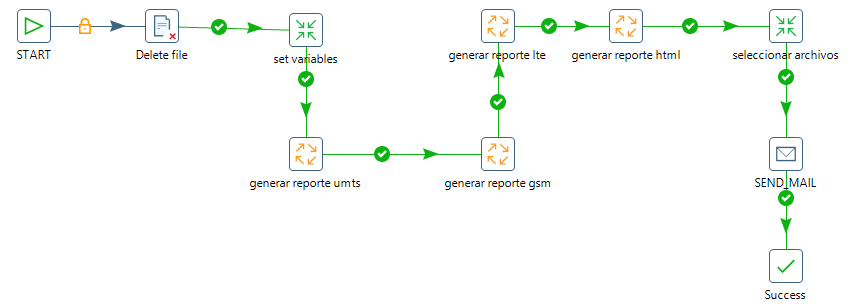 START
Delete file
set variables
generar reporte umts
generar reporte gsm
generar reporte lte
generar reporte html
seleccionar archivos
SEND_MAIL
Success